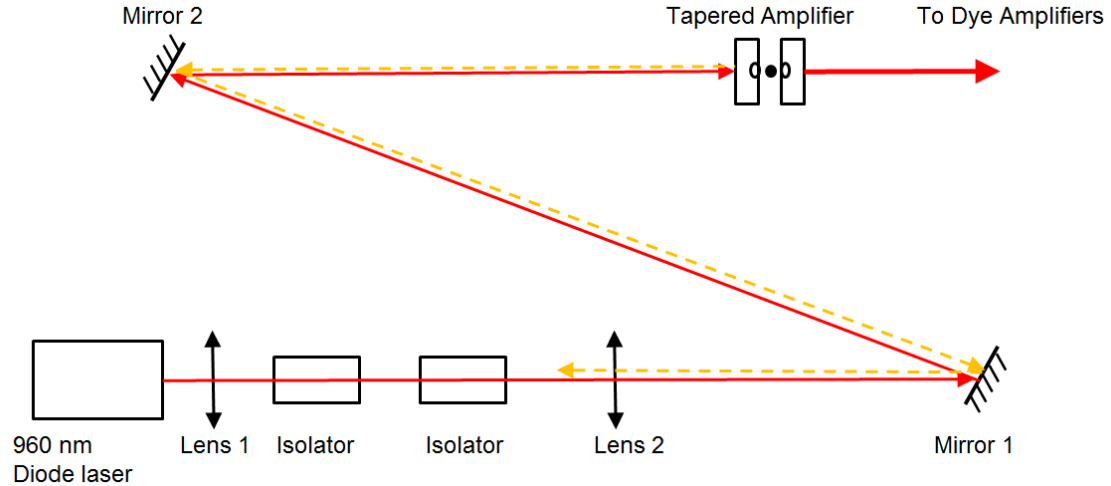 Mirror 2
Tapered Amplifier
To Dye Amplifiers
960 nm
Diode laser
Lens 1
Isolator
Isolator
Lens 2
Mirror 1